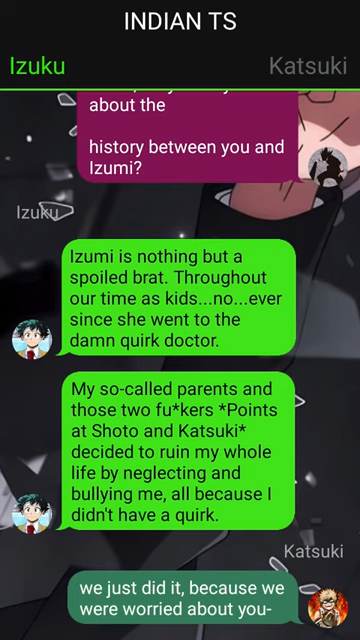 INDIAN TS
Izuku
Katsuki
about the
history between you and
Izumi?
Izuku
Izumi is nothing but a
spoiled brat. Throughout
our time as kids...no...ever
since she went to the
damn quirk doctor.
My so-called parents and
those two fu*kers *Points
at Shoto and Katsuki*
decided to ruin my whole
life by neglecting and
bullying me, all because I
didn't have a quirk.
Katsuki
we just did it, because we
were worried about you-